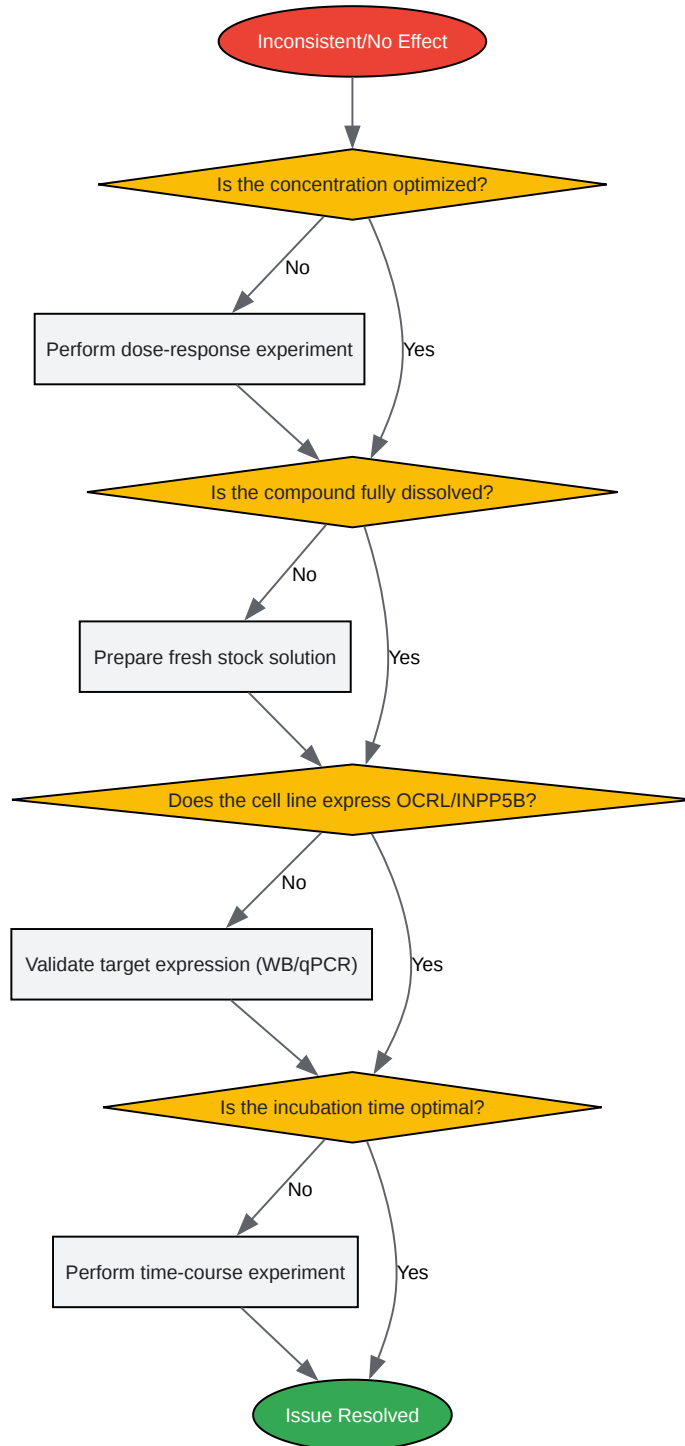 Inconsistent/No Effect
Is the concentration optimized?
No
Perform dose-response experiment
Yes
Is the compound fully dissolved?
No
Prepare fresh stock solution
Yes
Does the cell line express OCRL/INPP5B?
No
Validate target expression (WB/qPCR)
Yes
Is the incubation time optimal?
No
Perform time-course experiment
Yes
Issue Resolved